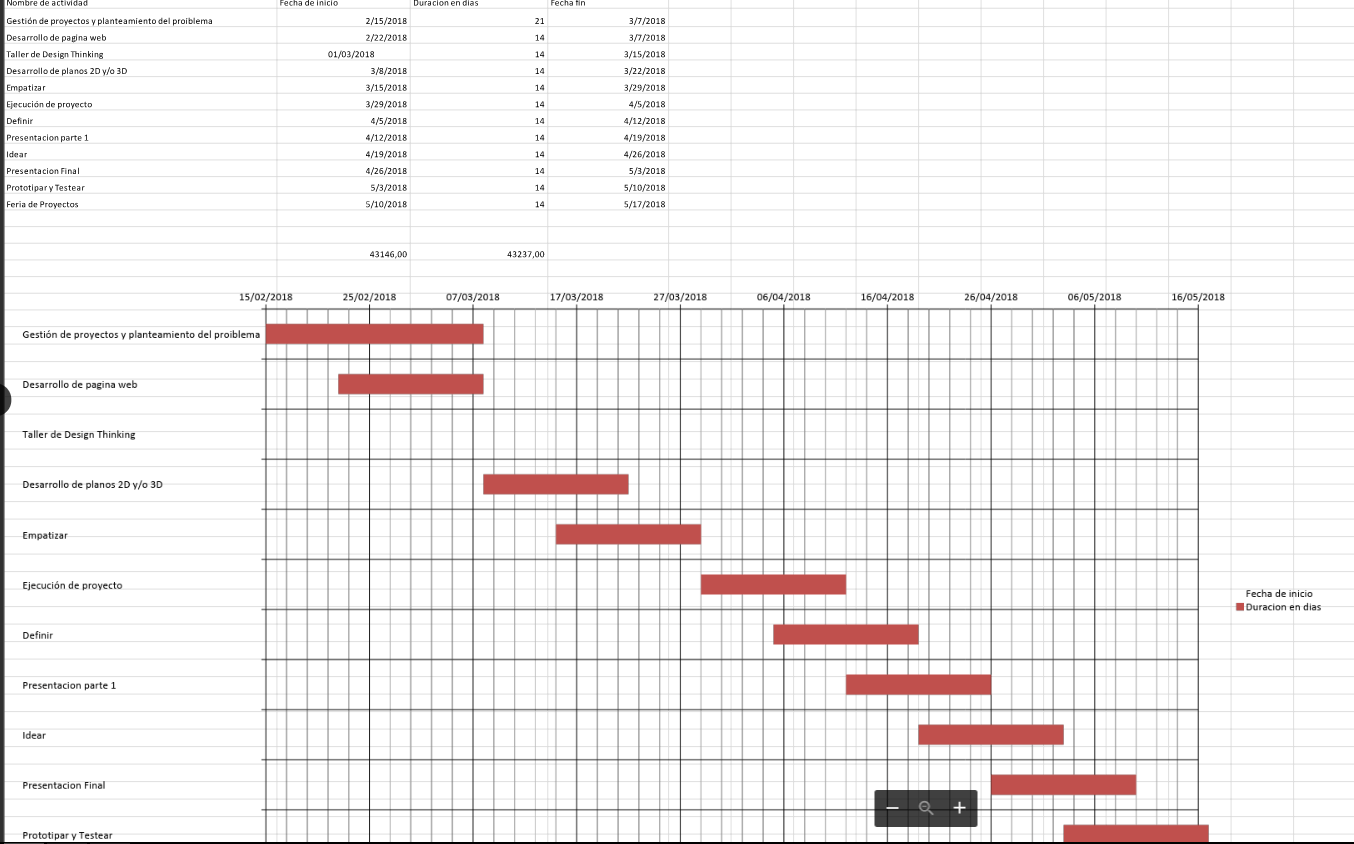 Nombre de actividad Fecha de inicio Duracion en dias Fecha fin
Gestión de proyectos y planteamiento del proiblema 2/15/2018 21 3/7/2018
Desarrollo de pagina web 2/22/2018 14 3/7/2018
Taller de Design Thinking 01/03/2018 14 3/15/2018
Desarrollo de planos 2D y/o 3D 3/8/2018 14 3/22/2018
Empatizar 3/15/2018 14 3/29/2018
Ejecución de proyecto 3/29/2018 14 4/5/2018
Definir 4/5/2018 14 4/12/2018
Presentacion parte 1 4/12/2018 14 4/19/2018
Idear 4/19/2018 14 4/26/2018
Presentacion Final 4/26/2018 14 5/3/2018
Prototipar y Testear 5/3/2018 14 5/10/2018
Feria de Proyectos 5/10/2018 14 5/17/2018
43146,00 43237,00
15/02/2018 25/02/2018 07/03/2018 17/03/2018 27/03/2018 06/04/2018 16/04/2018 26/04/2018 06/05/2018 16/05/2018
Gestión de proyectos y planteamiento del proiblema
Desarrollo de pagina web
Taller de Design Thinking
Desarrollo de planos 2D y/o 3D
Empatizar
Ejecución de proyecto
Definir
Presentacion parte 1
Idear
Presentacion Final
Prototipar y Testear
Fecha de inicio
Duracion en dias